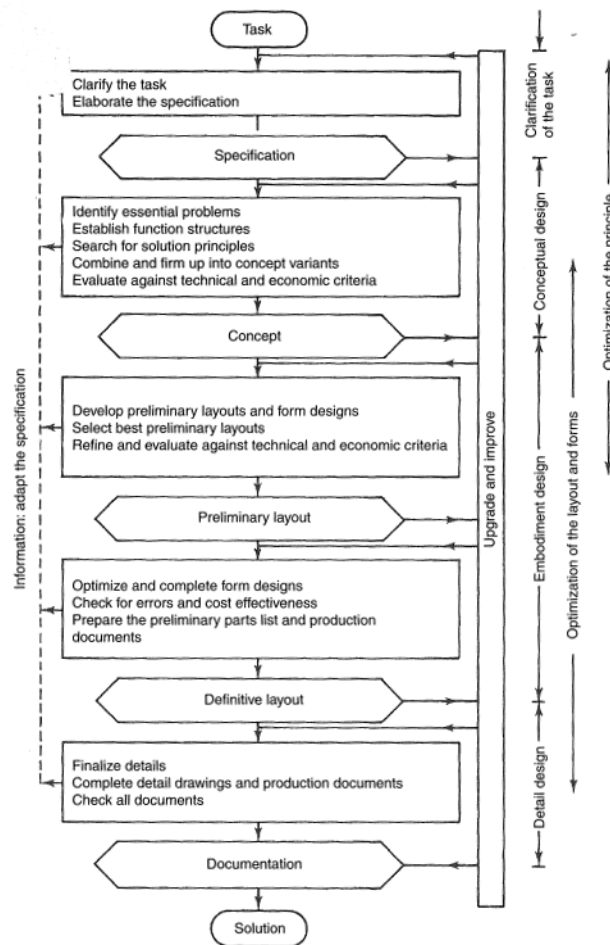 Task
Clarify the task
Elaborate the specification
Specification
Identify essential problems
Establish function structures
Search for solution principles
Combine and firm up into concept variants
Evaluate against technical and economic criteria
Concept
Develop preliminary layouts and form designs
Select best preliminary layouts
Refine and evaluate against technical and economic criteria
Preliminary layout
Optimize and complete form designs
Check for errors and cost effectiveness
Prepare the preliminary parts list and production
documents
Definitive layout
Finalize details
Complete detail drawings and production documents
Check all documents
Documentation
Solution
Information: adapt the specification
Upgrade and improve
Clarification
of the task
Conceptual design
Embodiment design
Detail design
Optimization of the layout and forms
Optimization of the principle